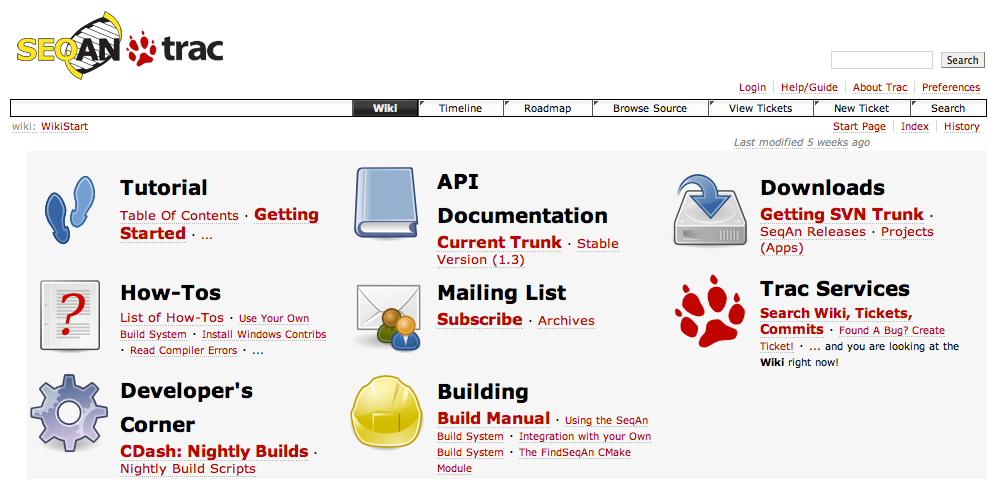 SEQAN trac
Search
Login Help/Guide About Trac Preferences
Wiki Timeline Roadmap Browse Source View Tickets New Ticket Search
wiki: WikiStart
Start Page Index History
Last modified 5 weeks ago
Tutorial
Table Of Contents · Getting
Started · ...
API
Documentation
Current Trunk · Stable
Version (1.3)
Downloads
Getting SVN Trunk ·
SeqAn Releases · Projects
(Apps)
?
How-Tos
List of How-Tos · Use Your Own
Build System · Install Windows Contribs
· Read Compiler Errors · ...
Mailing List
Subscribe · Archives
Trac Services
Search Wiki, Tickets,
Commits · Found A Bug? Create
Ticket! · ... and you are looking at the
Wiki right now!
Developer's
Corner
CDash: Nightly Builds ·
Nightly Build Scripts
Building
Build Manual · Using the SeqAn
Build System · Integration with your Own
Build System · The FindSeqAn CMake
Module